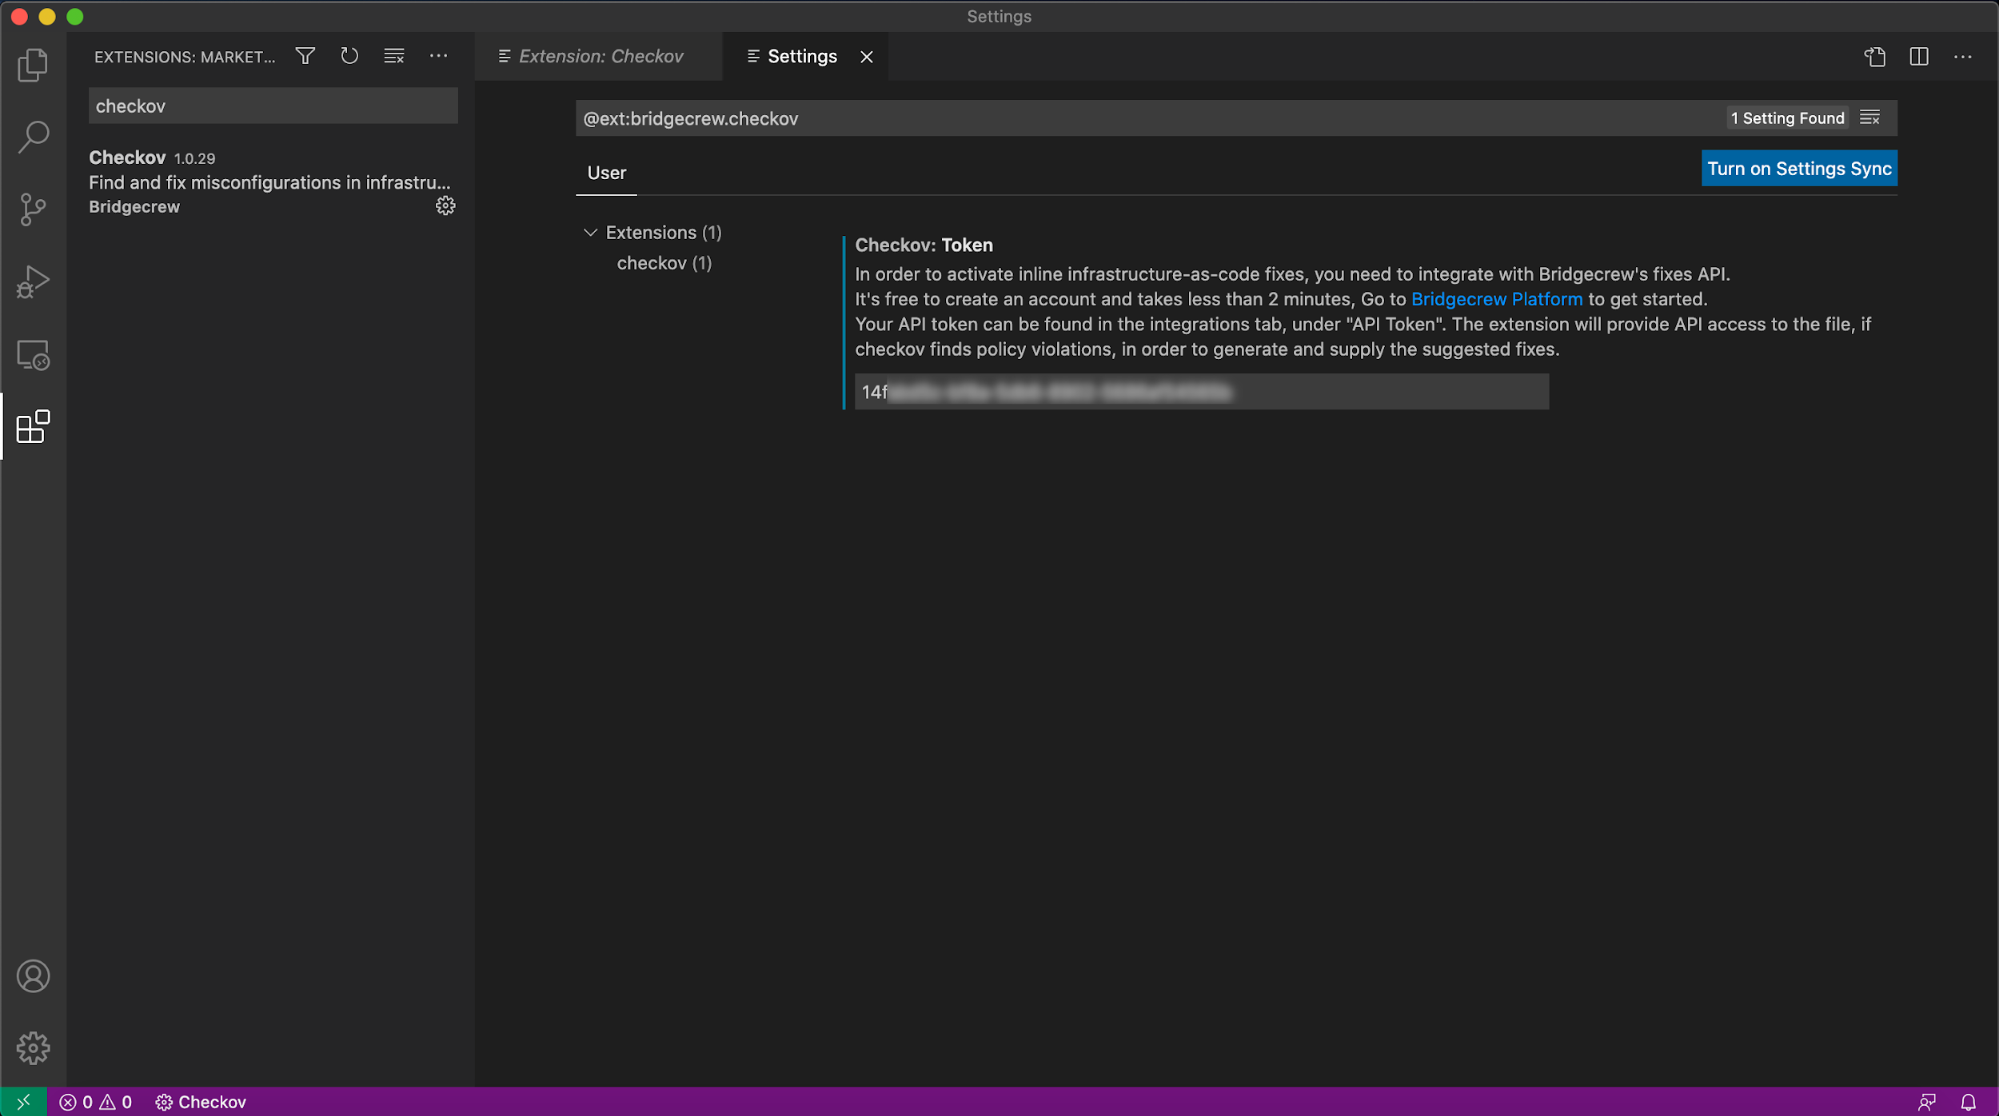 Settings
EXTENSIONS: MARKET...
Extension: Checkov
Settings
checkov
@ext:bridgecrew.checkov
1 Setting Found
Checkov 1.0.29
Find and fix misconfigurations in infrastru...
Bridgecrew
User
Turn on Settings Sync
Extensions (1)
checkov (1)
Checkov: Token
In order to activate inline infrastructure-as-code fixes, you need to integrate with Bridgecrew's fixes API.
It's free to create an account and takes less than 2 minutes, Go to Bridgecrew Platform to get started.
Your API token can be found in the integrations tab, under "API Token". The extension will provide API access to the file, if
checkov finds policy violations, in order to generate and supply the suggested fixes.
14f
0 0 Checkov